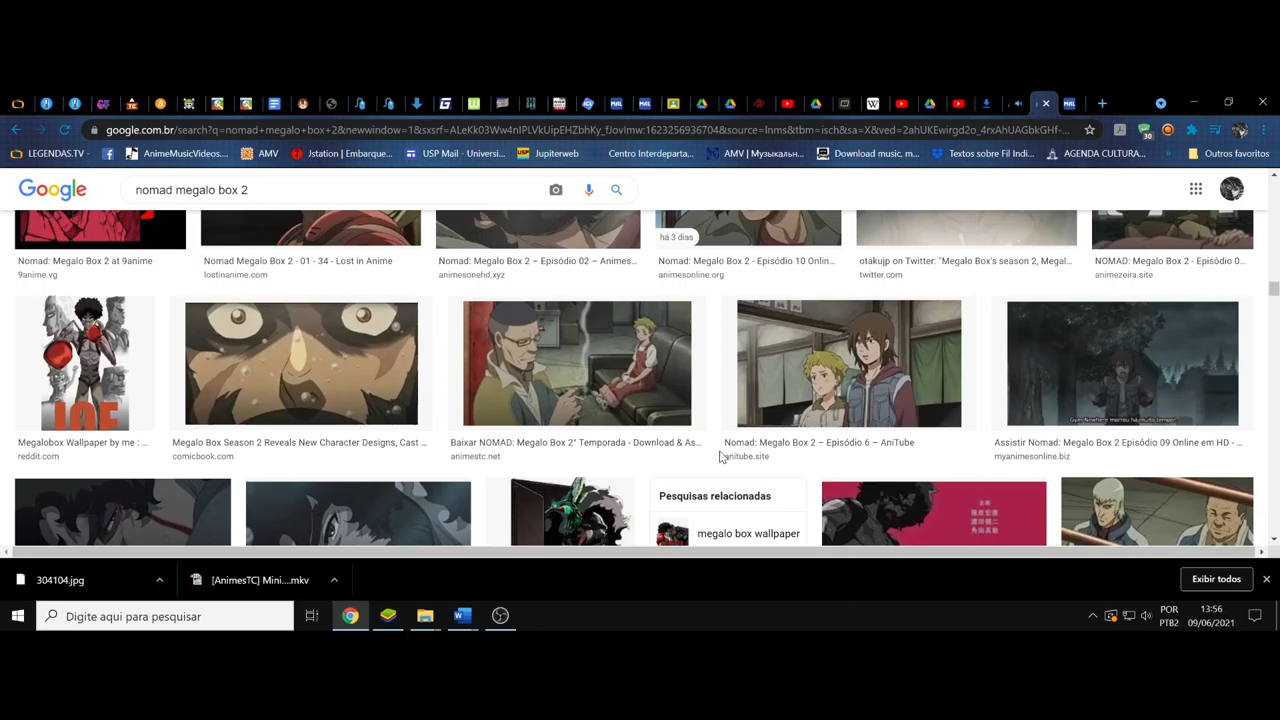 google.com.br/search?q=nomad+megalo+box+2&newwindow=1&sxsrf=ALeKk03Ww4nIPLVkUipEHZbhKy_fJovImw:1623256936704&source=lnms&tbm=isch&sa=X&ved=2ahUKEwirgd2o_4rxAhUAGbkGHf-...
LEGENDAS.TV
AnimeMusicVideos....
AMV
Jstation | Embarque...
USP Mail - Universi...
Jupiterweb
Centro Interdeparta...
AMV | Музыкальн...
Download music, m...
Textos sobre Fil Indi...
AGENDA CULTURA...
Outros favoritos
Google
nomad megalo box 2
há 3 dias
Nomad: Megalo Box 2 at 9anime
9anime.vg
Nomad Megalo Box 2 - 01 - 34 - Lost in Anime
lostinanime.com
Nomad: Megalo Box 2 – Episódio 02 – Animes...
animesonehd.xyz
Nomad: Megalo Box 2 - Episódio 10 Onlin...
animesonline.org
otakujp on Twitter: "Megalo Box's season 2, Megal...
twitter.com
NOMAD: Megalo Box 2 - Episódio 0...
animezeira.site
JOE
Gym Nowhere morreu há muito tempo!
Megalobox Wallpaper by me : ...
reddit.com
Megalo Box Season 2 Reveals New Character Designs, Cast ...
comicbook.com
Baixar NOMAD: Megalo Box 2° Temporada - Download & As...
animestc.net
Nomad: Megalo Box 2 – Episódio 6 – AniTube
anitube.site
Assistir Nomad: Megalo Box 2 Episódio 09 Online em HD - ...
myanimesonline.biz
Pesquisas relacionadas
megalo box wallpaper
304104.jpg
[AnimesTC] Mini....mkv
Exibir todos
Digite aqui para pesquisar
POR
PTB2
13:56
09/06/2021